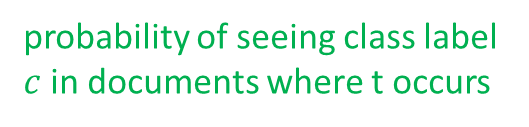 probability of seeing class label
c in documents where t occurs